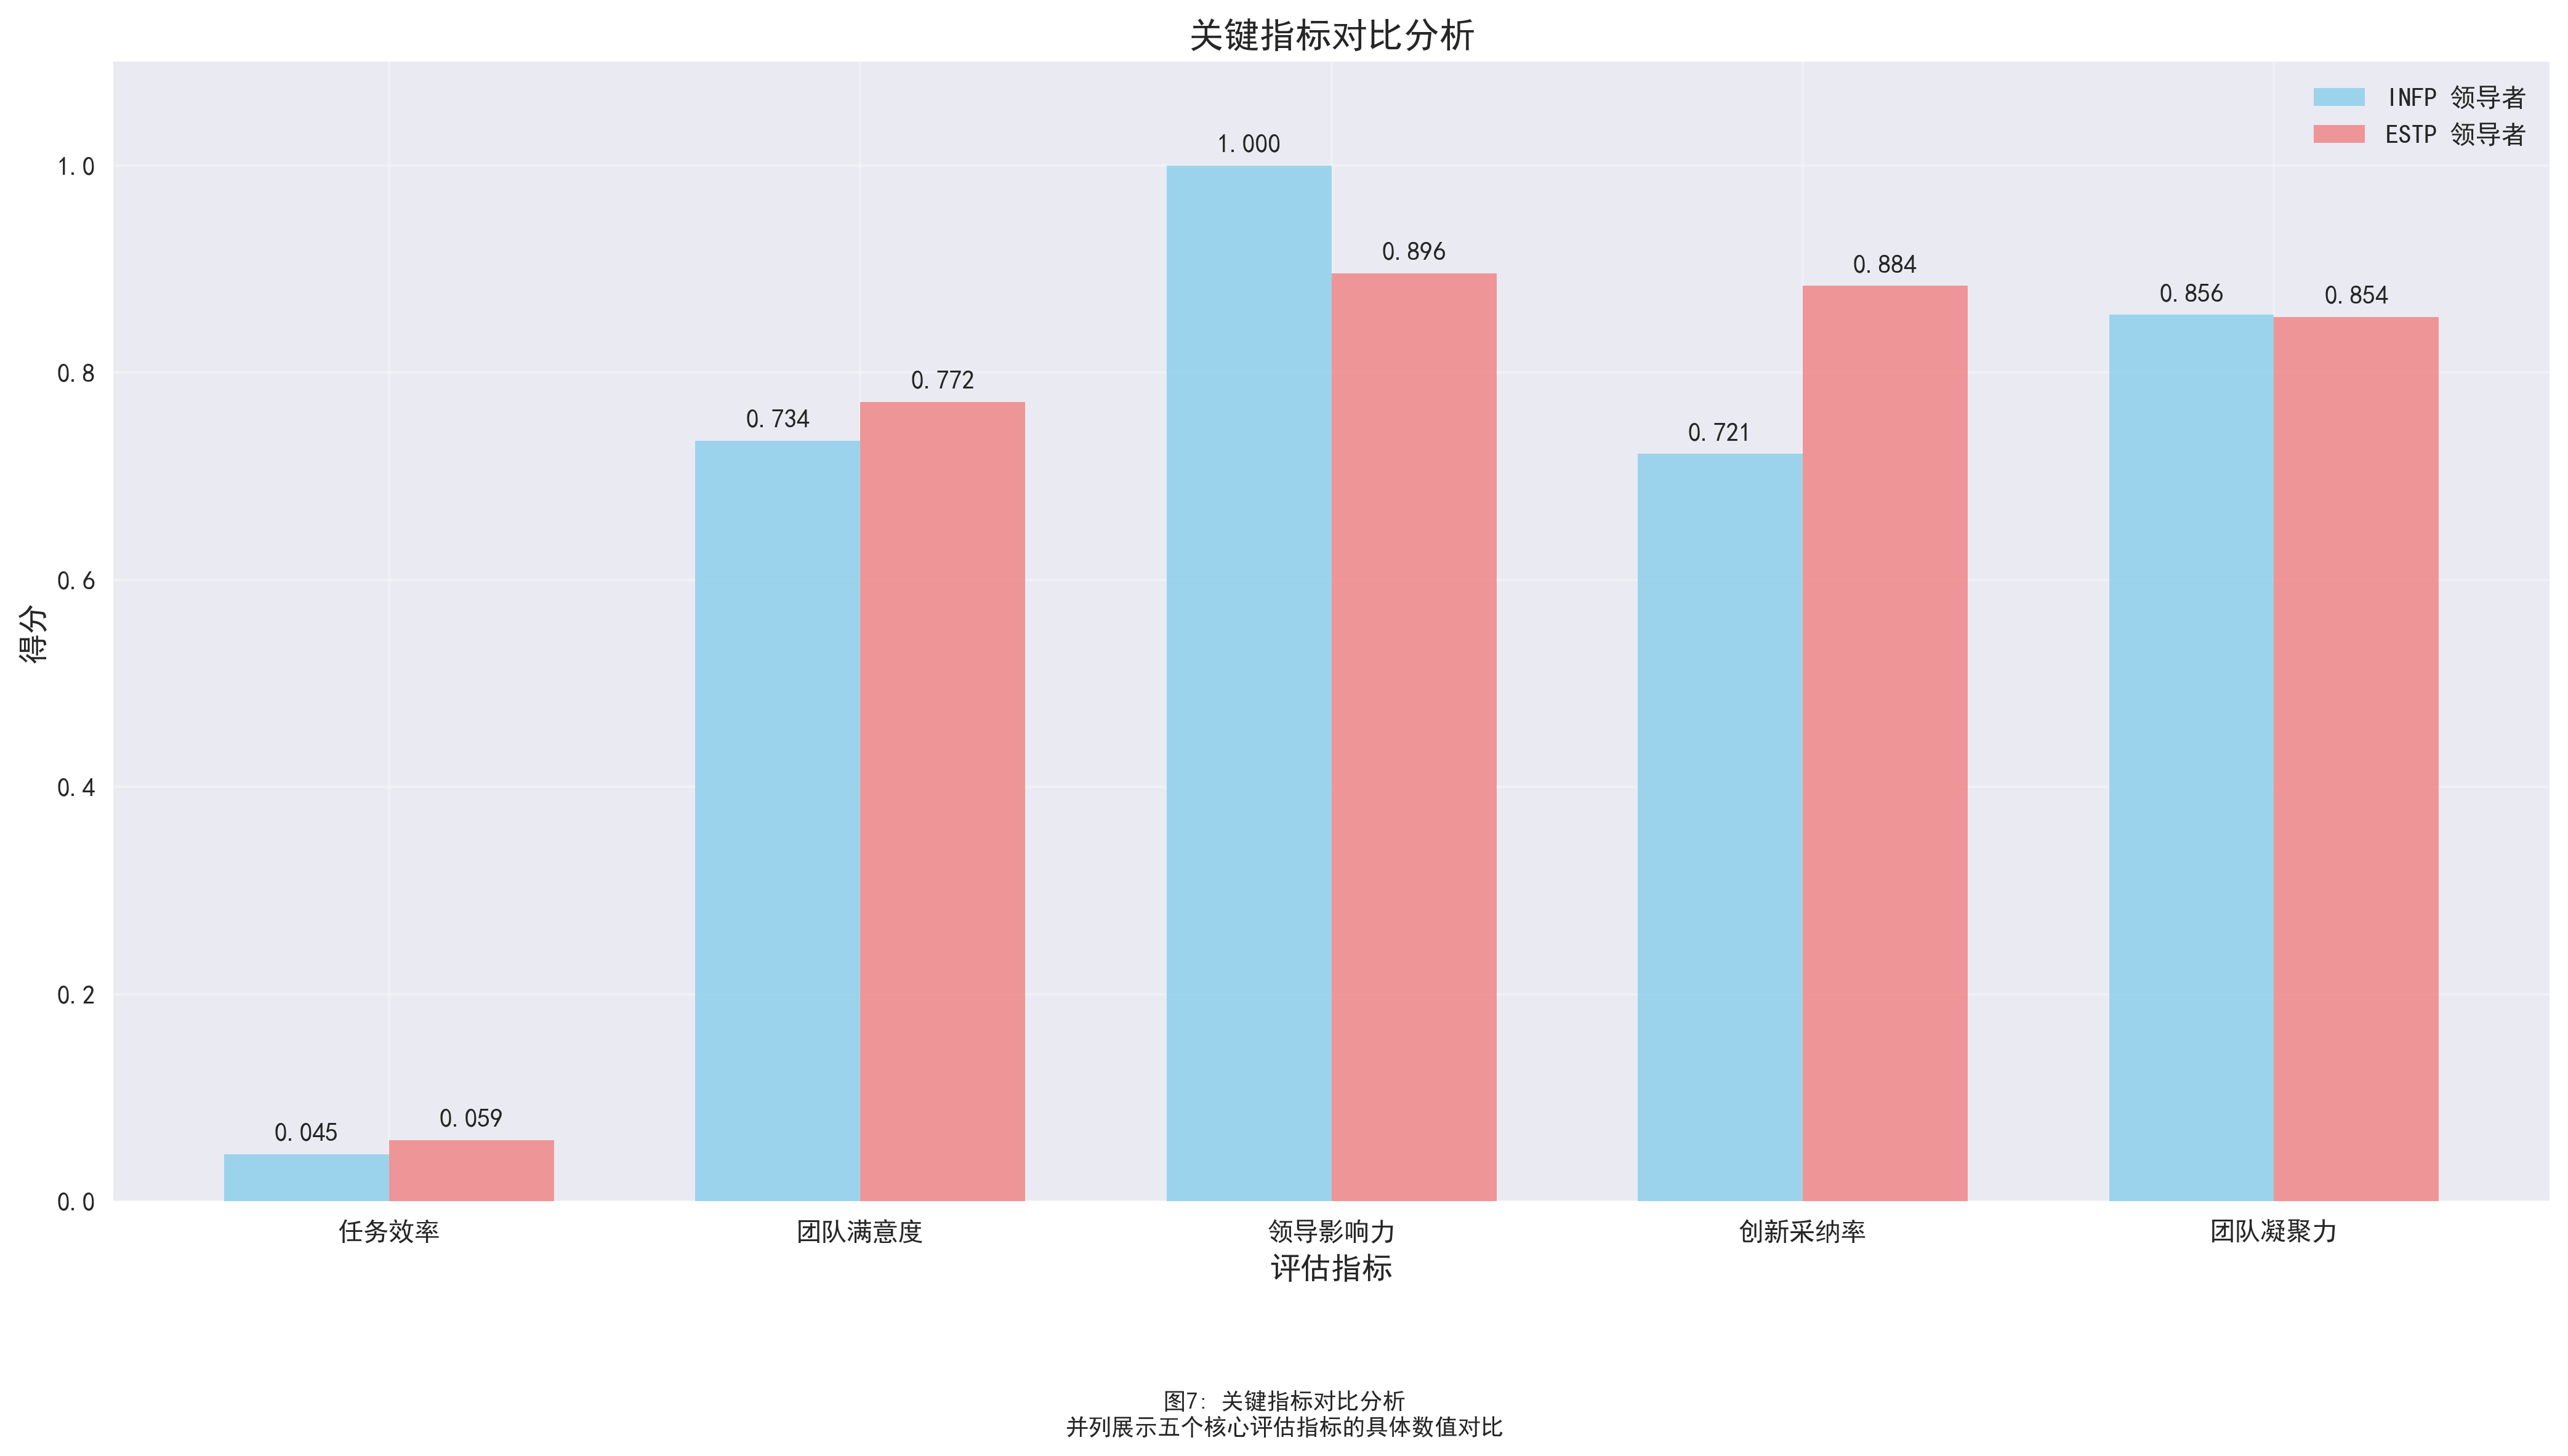 关键指标对比分析
INFP 领导者
ESTP 领导者
得分
1.0
0.8
0.6
0.4
0.2
0.0
0.045
0.059
0.734
0.772
1.000
0.896
0.721
0.884
0.856
0.854
任务效率
团队满意度
领导影响力
创新采纳率
团队凝聚力
评估指标
图7: 关键指标对比分析
并列展示五个核心评估指标的具体数值对比